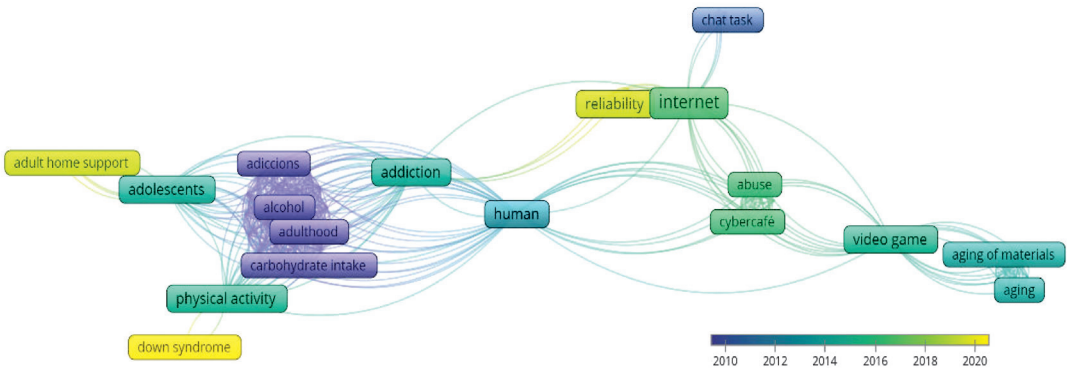 chat task
reliability
internet
adult home support
adolescents
adiccions
addiction
alcohol
adulthood
human
abuse
cybercafé
carbohydrate intake
video game
aging of materials
aging
physical activity
down syndrome
2010 2012 2014 2016 2018 2020